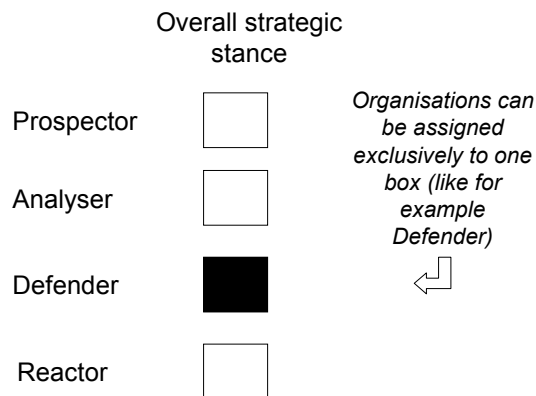 Overall strategic
stance
Prospector
Organisations can
be assigned
exclusively to one
box (like for
example
Defender)
Analyser
Defender
Reactor